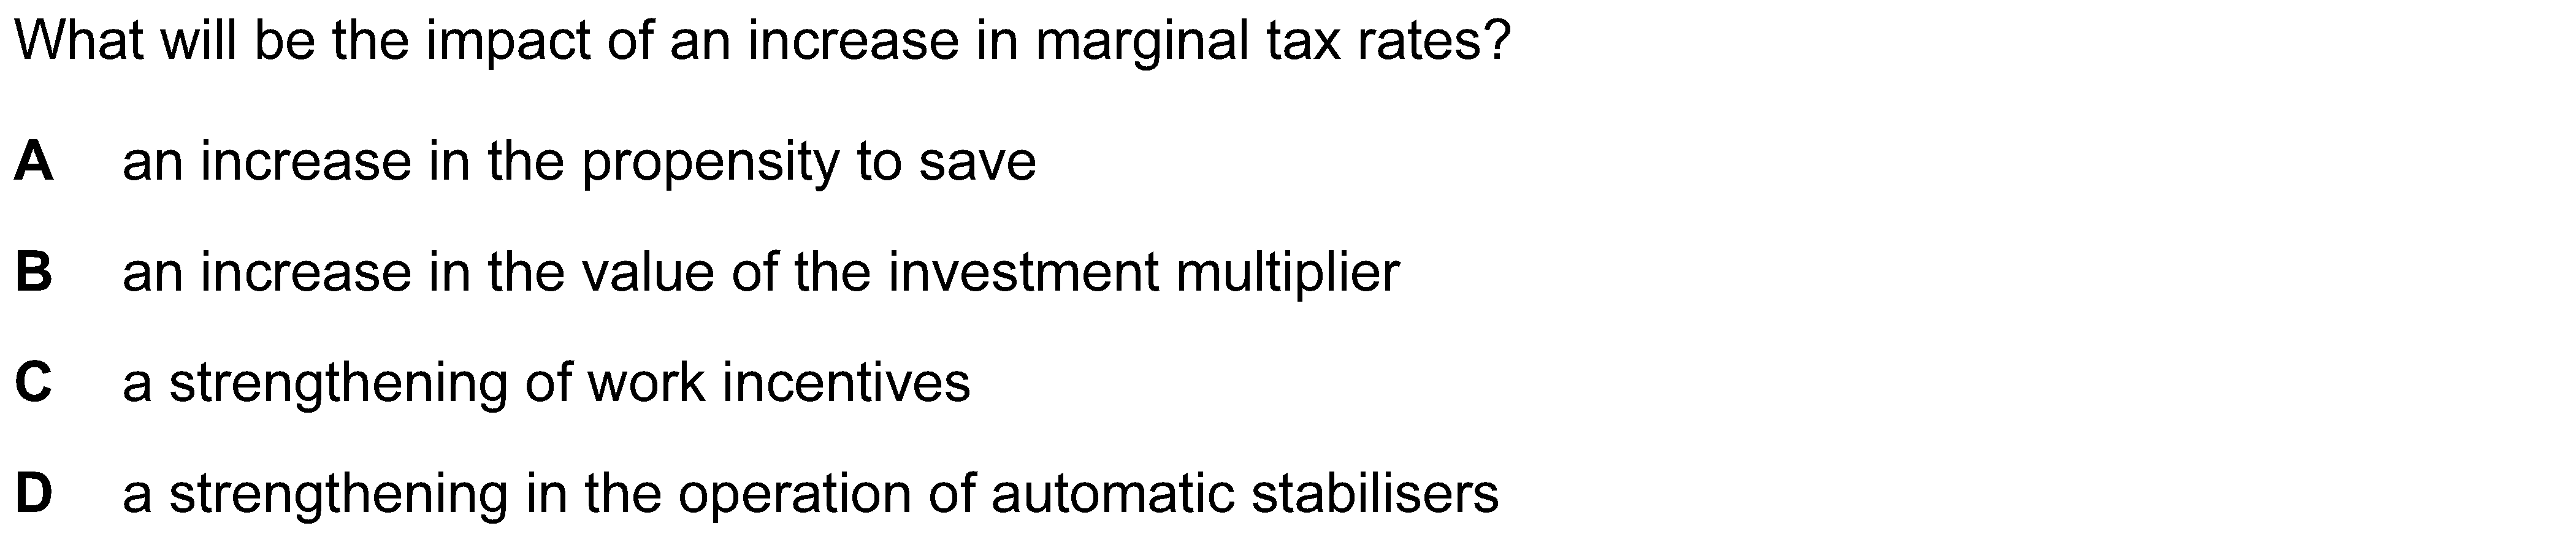 What will be the impact of an increase in marginal tax rates?
A an increase in the propensity to save
B an increase in the value of the investment multiplier
C a strengthening of work incentives
D a strengthening in the operation of automatic stabilisers